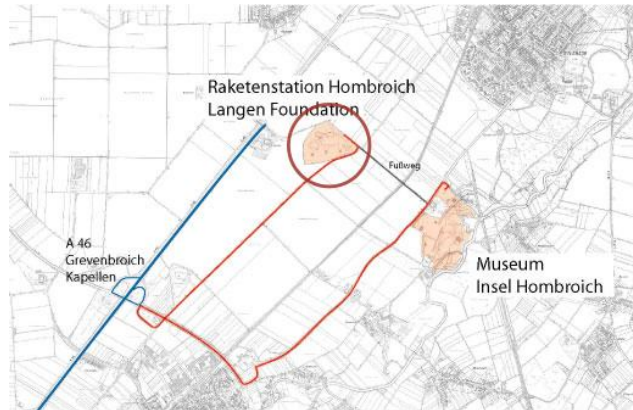 Raketenstation Hombroich
Langen Foundation
Fußweg
A 46
Grevenbroich
Kapellen
Museum
Insel Hombroich